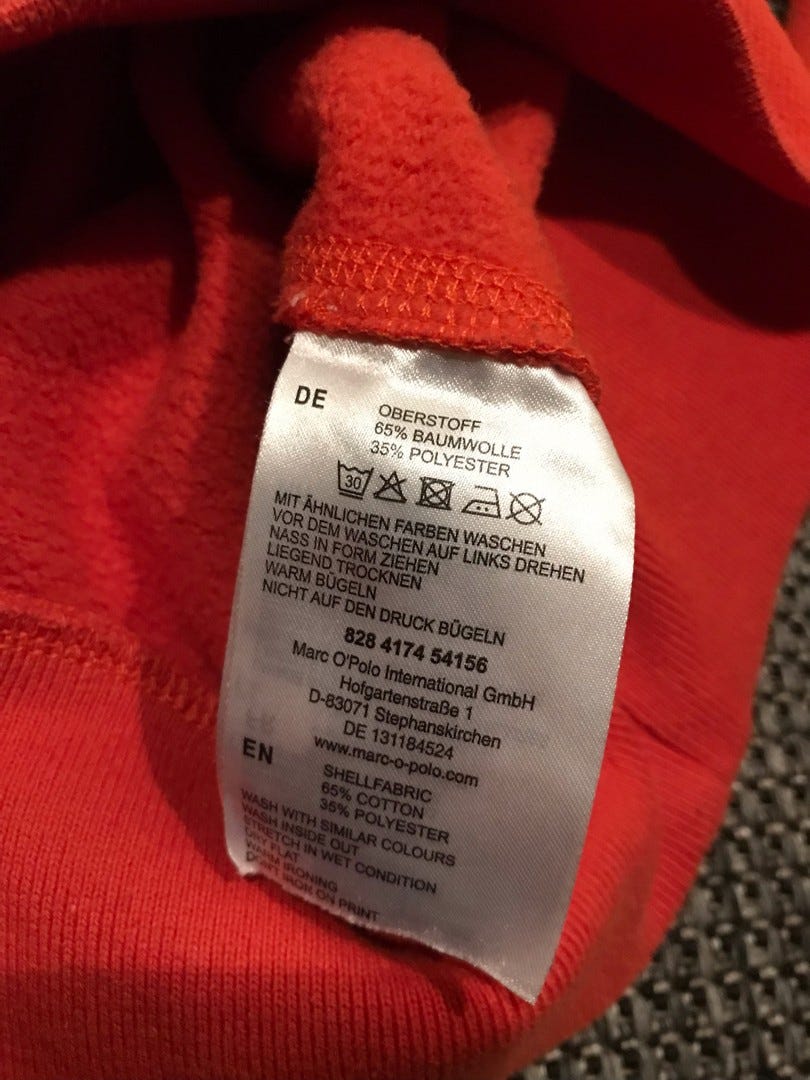 DE
OBERSTOFF
65% BAUMWOLLE
35% POLYESTER
30
MIT ÄHNLICHEN FARBEN WASCHEN
VOR DEM WASCHEN AUF LINKS DREHEN
NASS IN FORM ZIEHEN
LIEGEND TROCKNEN
WARM BÜGELN
NICHT AUF DEN DRUCK BÜGELN
828 4174 54156
Marc O'Polo International GmbH
Hofgartenstraße 1
D-83071 Stephanskirchen
DE 131184524
www.marc-o-polo.com
EN
SHELLFABRIC
65% COTTON
35% POLYESTER
WASH WITH SIMILAR COLOURS
WASH INSIDE OUT
STRETCH IN WET CONDITION
DRY FLAT
WARM IRONING
DON'T IRON ON PRINT